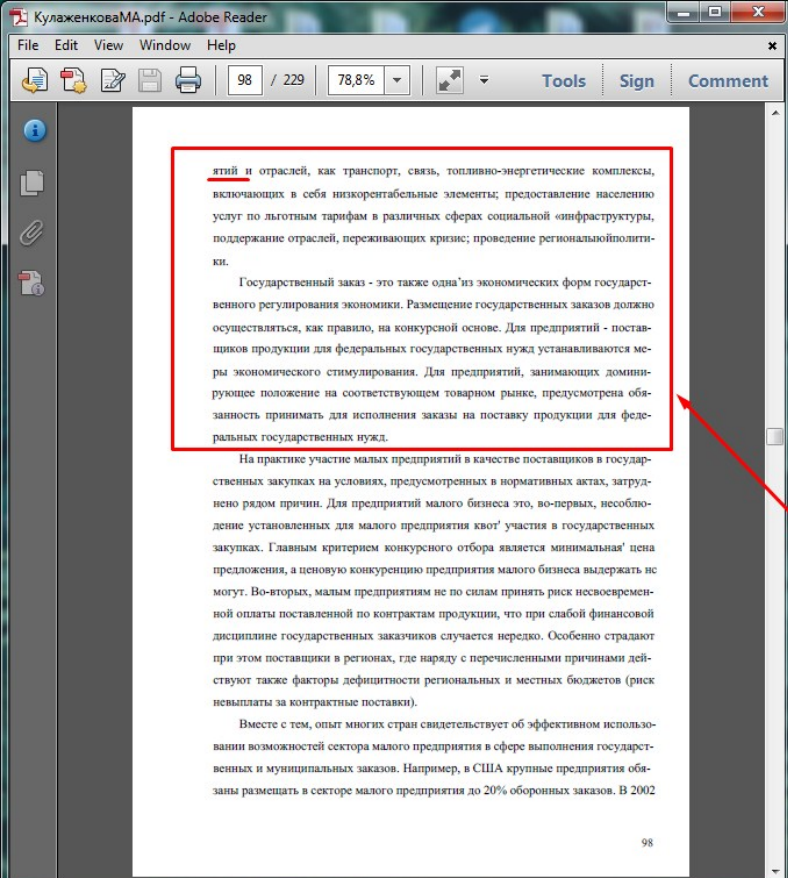 КулаженковаМА.pdf - Adobe Reader
File Edit View Window Help
98 / 229 78,8% Tools Sign Comment
ятий и отраслей, как транспорт, связь, топливно-энергетические комплексы,
включающих в себя низкорентабельные элементы; предоставление населению
услуг по льготным тарифам в различных сферах социальной «инфраструктуры,
поддержание отраслей, переживающих кризис; проведение региональюйполити-
ки.
Государственный заказ - это также одна'из экономических форм государст-
венного регулирования экономики. Размещение государственных заказов должно
осуществляться, как правило, на конкурсной основе. Для предприятий - постав-
щиков продукции для федеральных государственных нужд устанавливаются ме-
ры экономического стимулирования. Для предприятий, занимающих домини-
рующее положение на соответствующем товарном рынке, предусмотрена обя-
занность принимать для исполнения заказы на поставку продукции для феде-
ральных государственных нужд.
На практике участие малых предприятий в качестве поставщиков в государ-
ственных закупках на условиях, предусмотренных в нормативных актах, затруд-
нено рядом причин. Для предприятий малого бизнеса это, во-первых, несоблю-
дение установленных для малого предприятия квот' участия в государственных
закупках. Главным критерием конкурсного отбора является минимальная' цена
предложения, а ценовую конкуренцию предприятия малого бизнеса выдержать нс
могут. Во-вторых, малым предприятиям не по силам принять риск несвоевремен-
ной оплаты поставленной по контрактам продукции, что при слабой финансовой
дисциплине государственных заказчиков случается нередко. Особенно страдают
при этом поставщики в регионах, где наряду с перечисленными причинами дей-
ствуют также факторы дефицитности региональных и местных бюджетов (риск
невыплаты за контрактные поставки).
Вместе с тем, опыт многих стран свидетельствует об эффективном использо-
вании возможностей сектора малого предприятия в сфере выполнения государст-
венных и муниципальных заказов. Например, в США крупные предприятия обя-
заны размещать в секторе малого предприятия до 20% оборонных заказов. В 2002
98